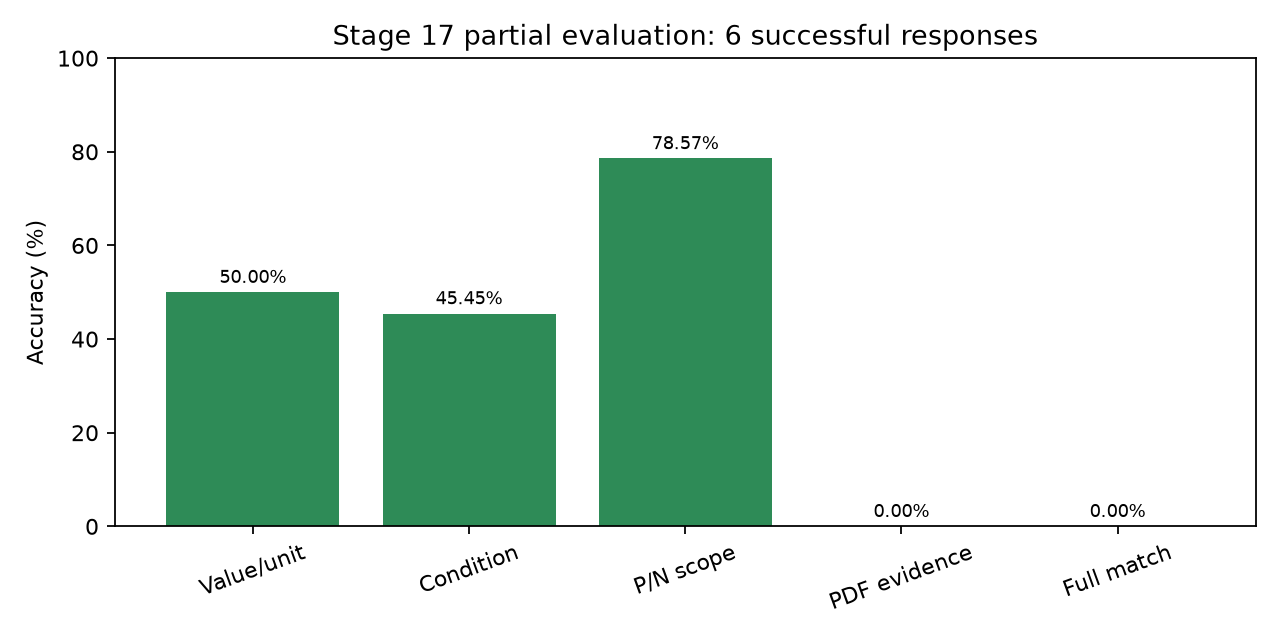 Stage 17 partial evaluation: 6 successful responses
Accuracy (%)
100
80
60
40
20
0
50.00%
45.45%
78.57%
0.00%
0.00%
Value/unit
Condition
P/N scope
PDF evidence
Full match